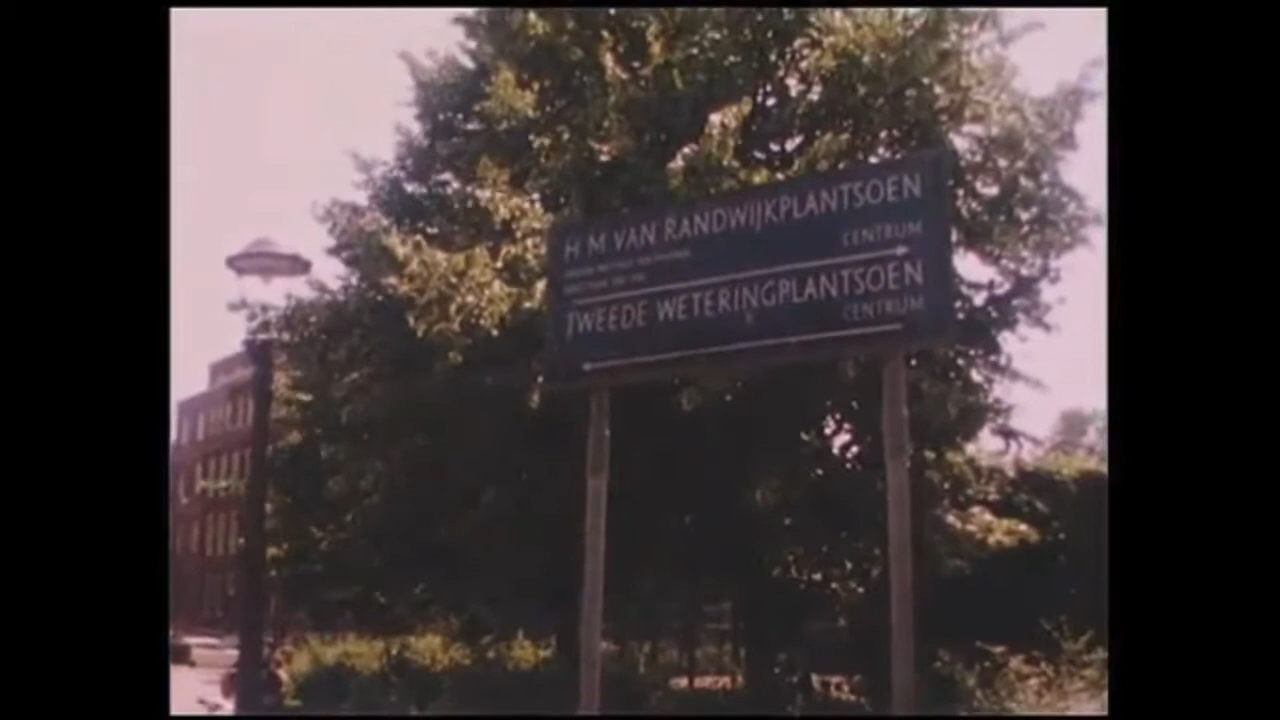 H M VAN RANDWIJKPLANTSOEN
CENTRUM
TWEEDE WETERINGPLANTSOEN
CENTRUM